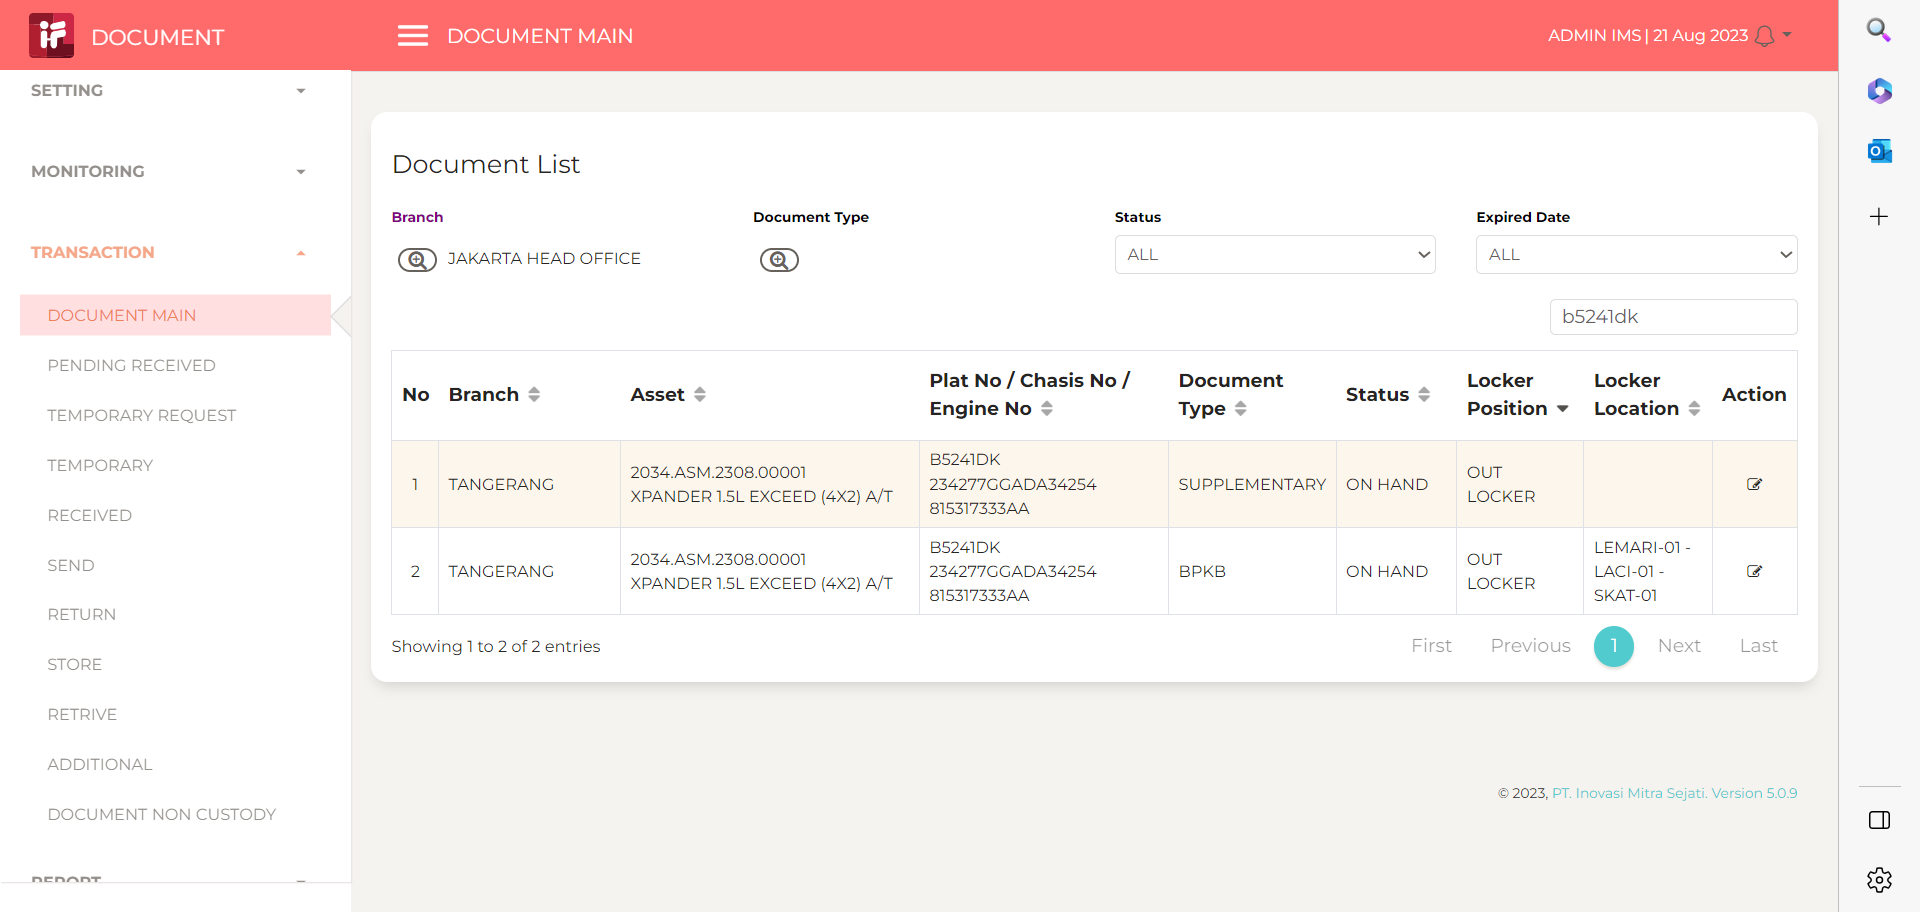 iF DOCUMENT
DOCUMENT MAIN
ADMIN IMS | 21 Aug 2023
SETTING
MONITORING
TRANSACTION
DOCUMENT MAIN
PENDING RECEIVED
TEMPORARY REQUEST
TEMPORARY
RECEIVED
SEND
RETURN
STORE
RETRIVE
ADDITIONAL
DOCUMENT NON CUSTODY
REPORT
Document List
Branch
JAKARTA HEAD OFFICE
Document Type
Status
ALL
Expired Date
ALL
b5241dk
No
Branch
Asset
Plat No / Chasis No /
Engine No
Document
Type
Status
Locker
Position
Locker
Location
Action
1
TANGERANG
2034.ASM.2308.00001
XPANDER 1.5L EXCEED (4X2) A/T
B5241DK
234277GGADA34254
815317333AA
SUPPLEMENTARY
ON HAND
OUT
LOCKER
2
TANGERANG
2034.ASM.2308.00001
XPANDER 1.5L EXCEED (4X2) A/T
B5241DK
234277GGADA34254
815317333AA
BPKB
ON HAND
OUT
LOCKER
LEMARI-01 -
LACI-01 -
SKAT-01
Showing 1 to 2 of 2 entries
First Previous 1 Next Last
© 2023, PT. Inovasi Mitra Sejati. Version 5.0.9